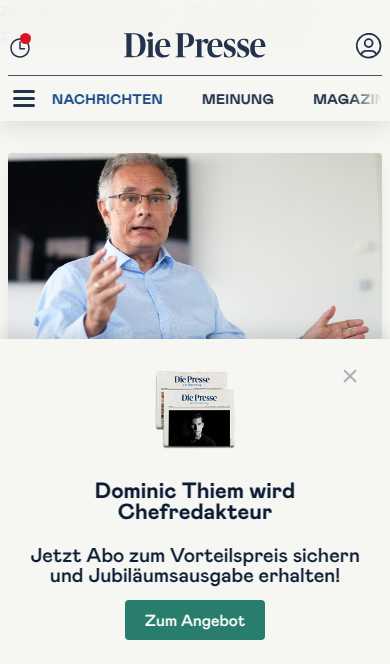 Die Presse
NACHRICHTEN MEINUNG MAGAZIN
Die Presse
Die Presse
Dominic Thiem wird
Chefredakteur
Jetzt Abo zum Vorteilspreis sichern
und Jubiläumsausgabe erhalten!
Zum Angebot